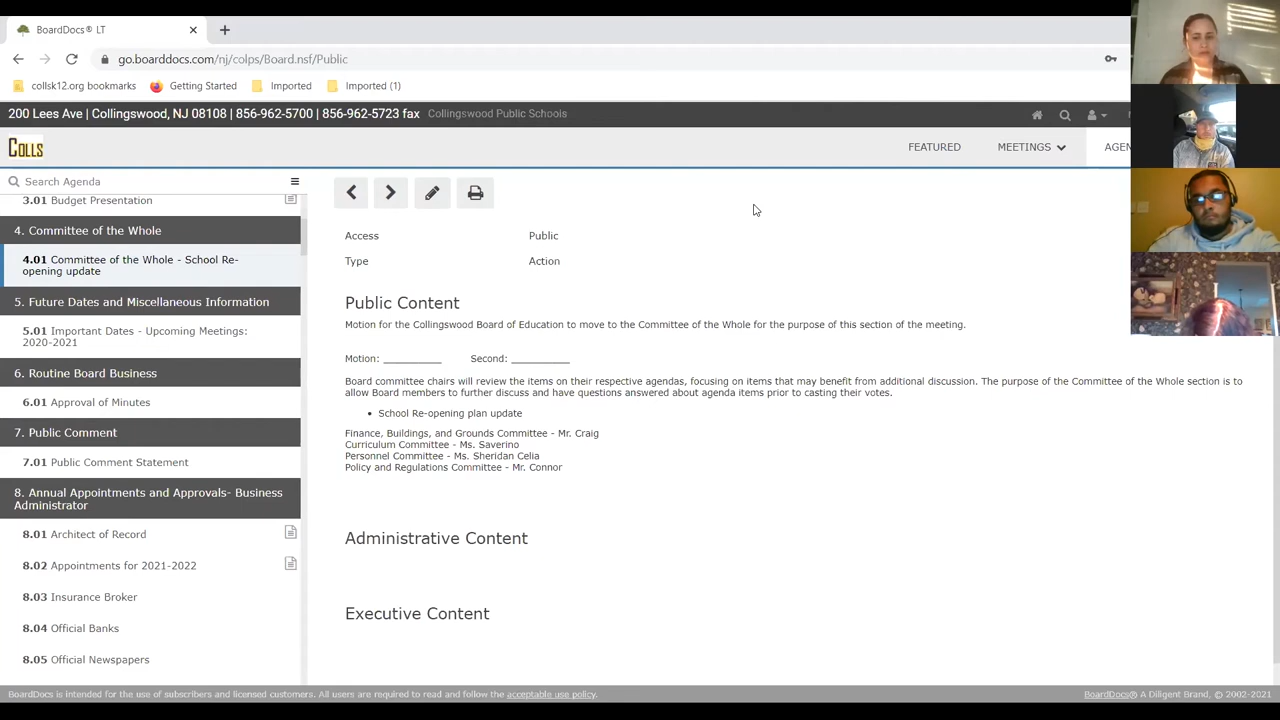 BoardDocs® LT
go.boarddocs.com/nj/colps/Board.nsf/Public
collsk12.org bookmarks
Getting Started
Imported
Imported (1)
200 Lees Ave | Collingswood, NJ 08108 | 856-962-5700 | 856-962-5723 fax
Collingswood Public Schools
COLLS
FEATURED
MEETINGS
AGEN
Search Agenda
3.01 Budget Presentation
4. Committee of the Whole
4.01 Committee of the Whole - School Re-
opening update
5. Future Dates and Miscellaneous Information
5.01 Important Dates - Upcoming Meetings:
2020-2021
6. Routine Board Business
6.01 Approval of Minutes
7. Public Comment
7.01 Public Comment Statement
8. Annual Appointments and Approvals- Business
Administrator
8.01 Architect of Record
8.02 Appointments for 2021-2022
8.03 Insurance Broker
8.04 Official Banks
8.05 Official Newspapers
Access Public
Type Action
Public Content
Motion for the Collingswood Board of Education to move to the Committee of the Whole for the purpose of this section of the meeting.
Motion: __________ Second: __________
Board committee chairs will review the items on their respective agendas, focusing on items that may benefit from additional discussion. The purpose of the Committee of the Whole section is to
allow Board members to further discuss and have questions answered about agenda items prior to casting their votes.
• School Re-opening plan update
Finance, Buildings, and Grounds Committee - Mr. Craig
Curriculum Committee - Ms. Saverino
Personnel Committee - Ms. Sheridan Celia
Policy and Regulations Committee - Mr. Connor
Administrative Content
Executive Content
BoardDocs is intended for the use of subscribers and licensed customers. All users are required to read and follow the acceptable use policy.
BoardDocs® A Diligent Brand, © 2002-2021